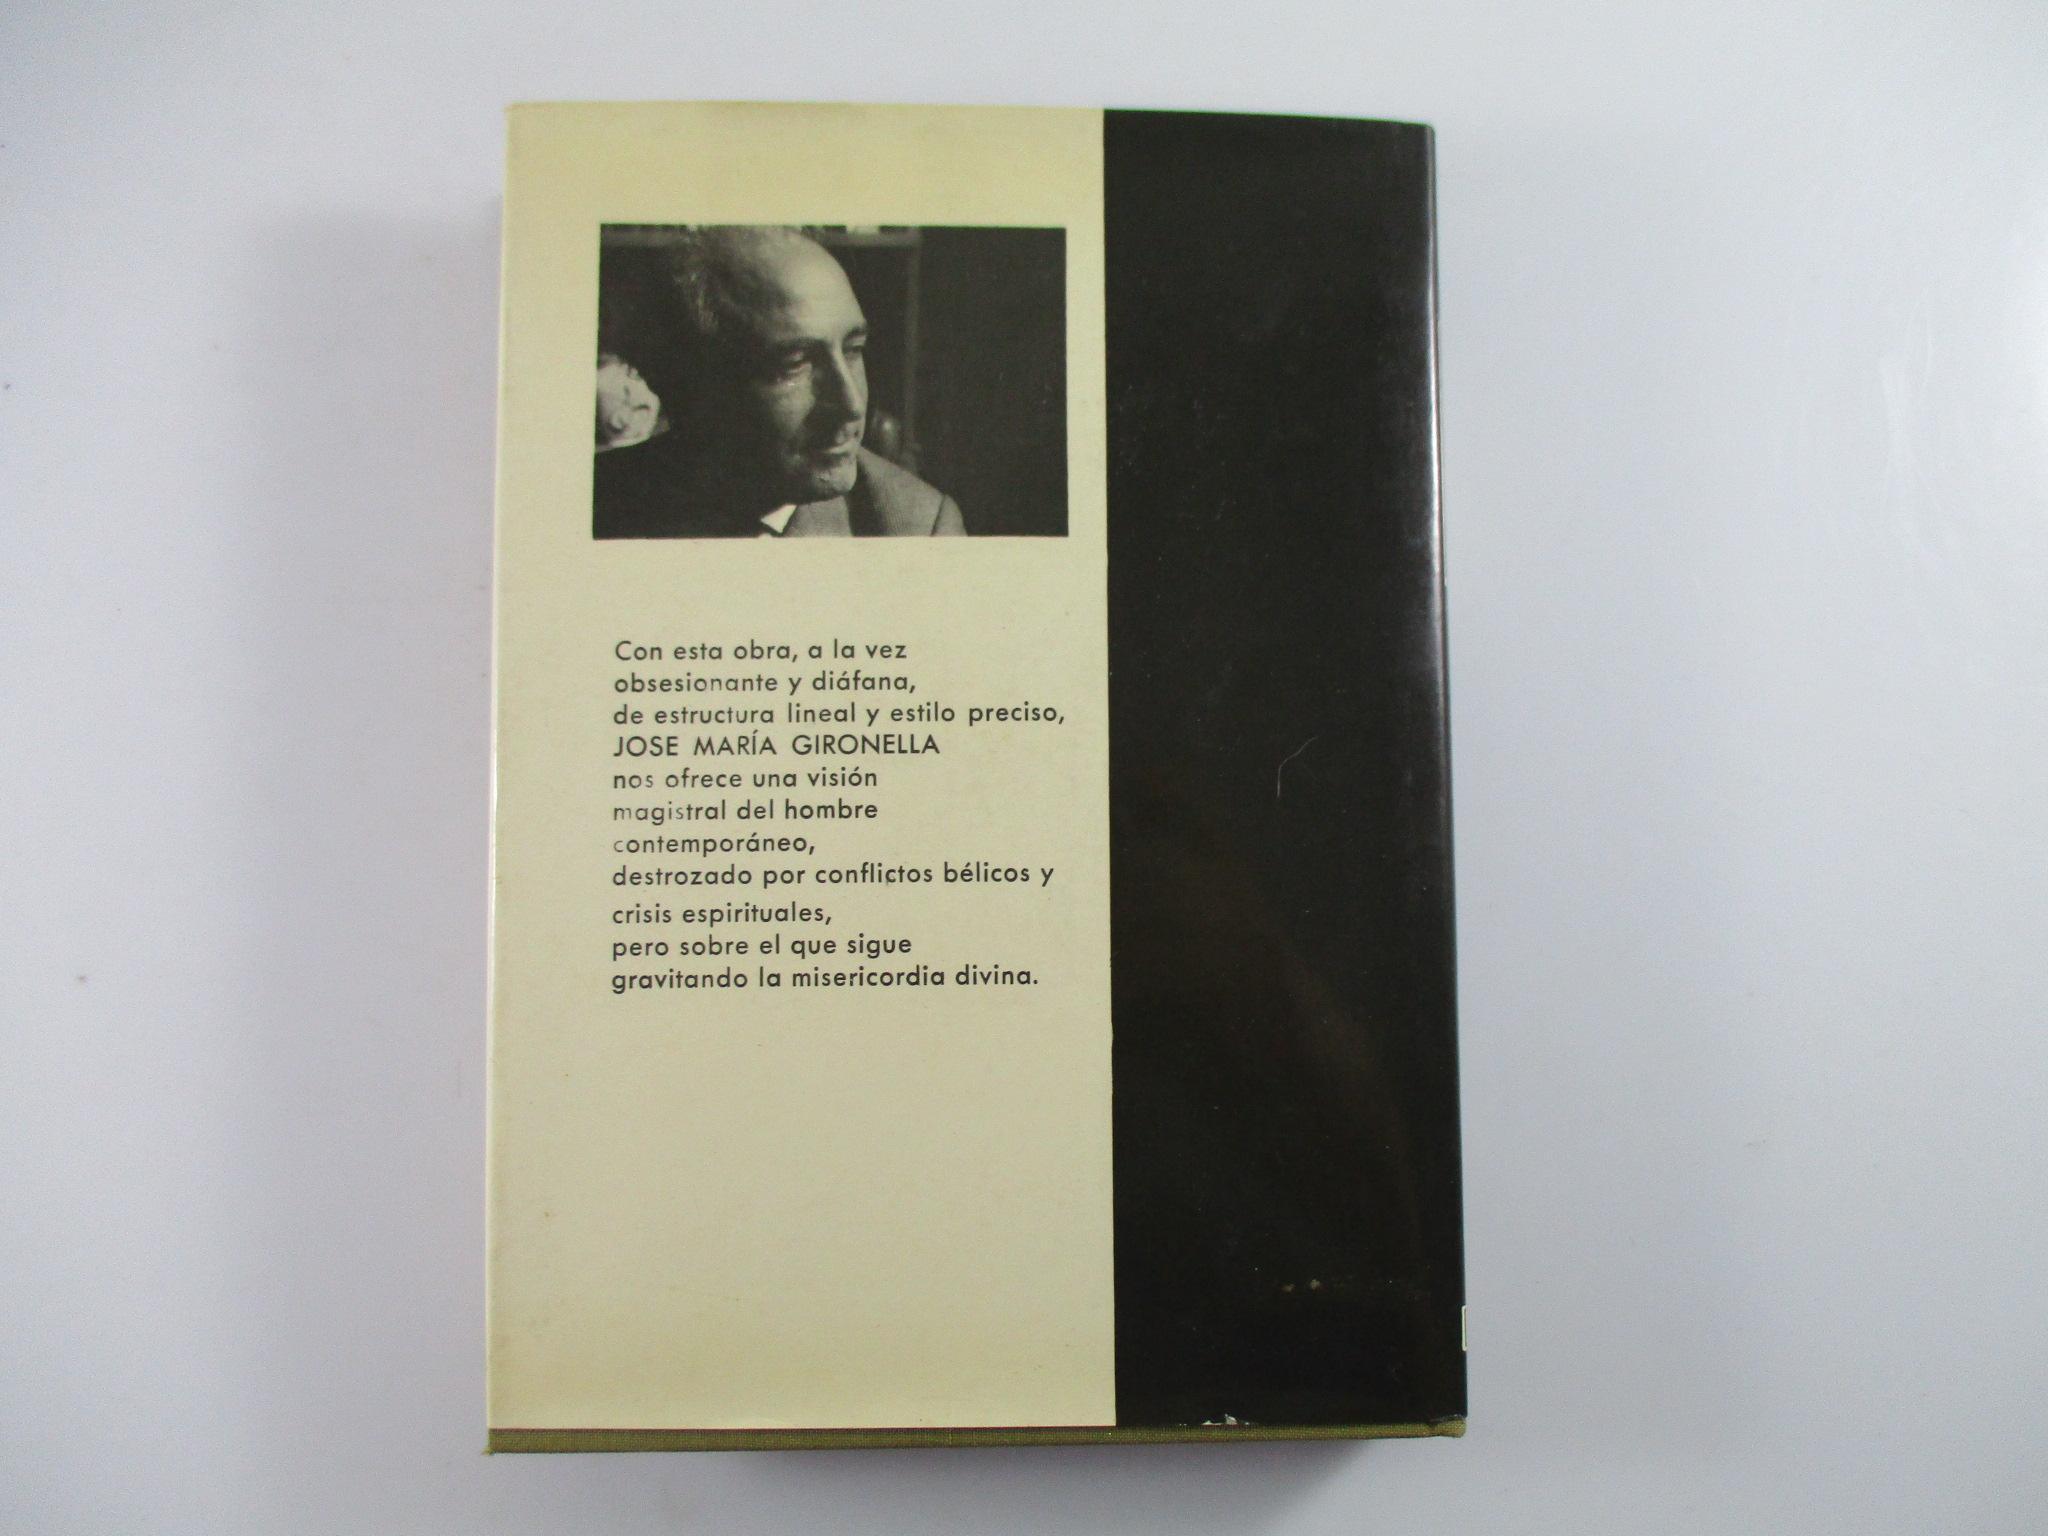 Con esta obra, a la vez
obsesionante y diáfana,
de estructura lineal y estilo preciso,
JOSE MARÍA GIRONELLA
nos ofrece una visión
magistral del hombre
contemporáneo,
destrozado por conflictos bélicos y
crisis espirituales,
pero sobre el que sigue
gravitando la misericordia divina.